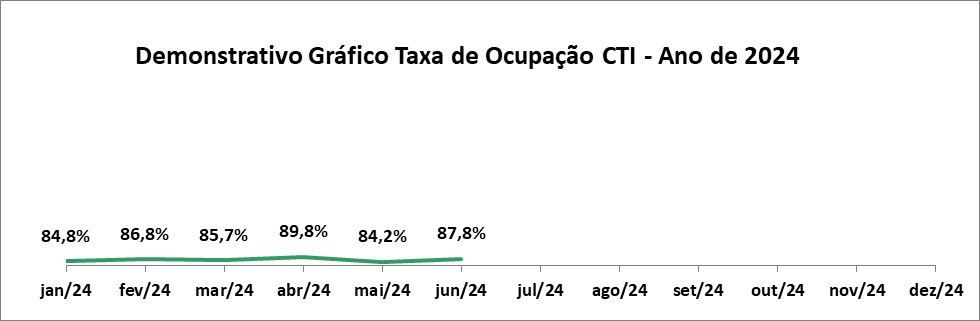 Demonstrativo Gráfico Taxa de Ocupação CTI - Ano de 2024
84,8% 86,8% 85,7% 89,8% 84,2% 87,8%
jan/24 fev/24 mar/24 abr/24 mai/24 jun/24 jul/24 ago/24 set/24 out/24 nov/24 dez/24